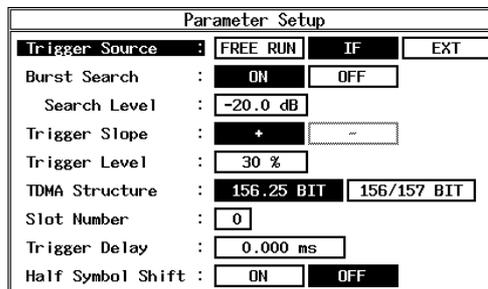 Parameter Setup
Trigger Source : FREE RUN IF EXT
Burst Search : ON OFF
Search Level : -20.0 dB
Trigger Slope : + -
Trigger Level : 30 %
TDMA Structure : 156.25 BIT 156/157 BIT
Slot Number : 0
Trigger Delay : 0.000 ms
Half Symbol Shift : ON OFF